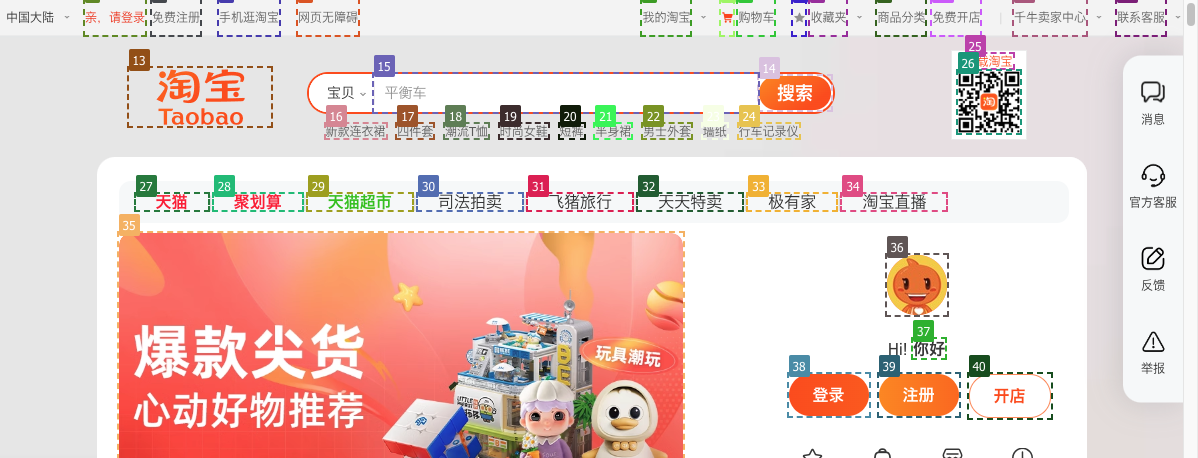 中国大陆 亲，请登录 免费注册 手机逛淘宝 网页无障碍 我的淘宝 购物车 收藏夹 商品分类 免费开店 千牛卖家中心 联系客服
13 淘宝
Taobao
15 宝贝 平衡车 14 搜索
16 新款连衣裙 17 四件套 18 潮流T恤 19 时尚女鞋 20 短裤 21 半身裙 22 男士外套 墙纸 24 行车记录仪
25 淘宝
26 淘
消息
官方客服
反馈
举报
27 天猫 28 聚划算 29 天猫超市 30 司法拍卖 31 飞猪旅行 32 天天特卖 33 极有家 34 淘宝直播
35
爆款尖货
心动好物推荐
玩具潮玩
36
37
Hi! 你好
38 登录 39 注册 40 开店